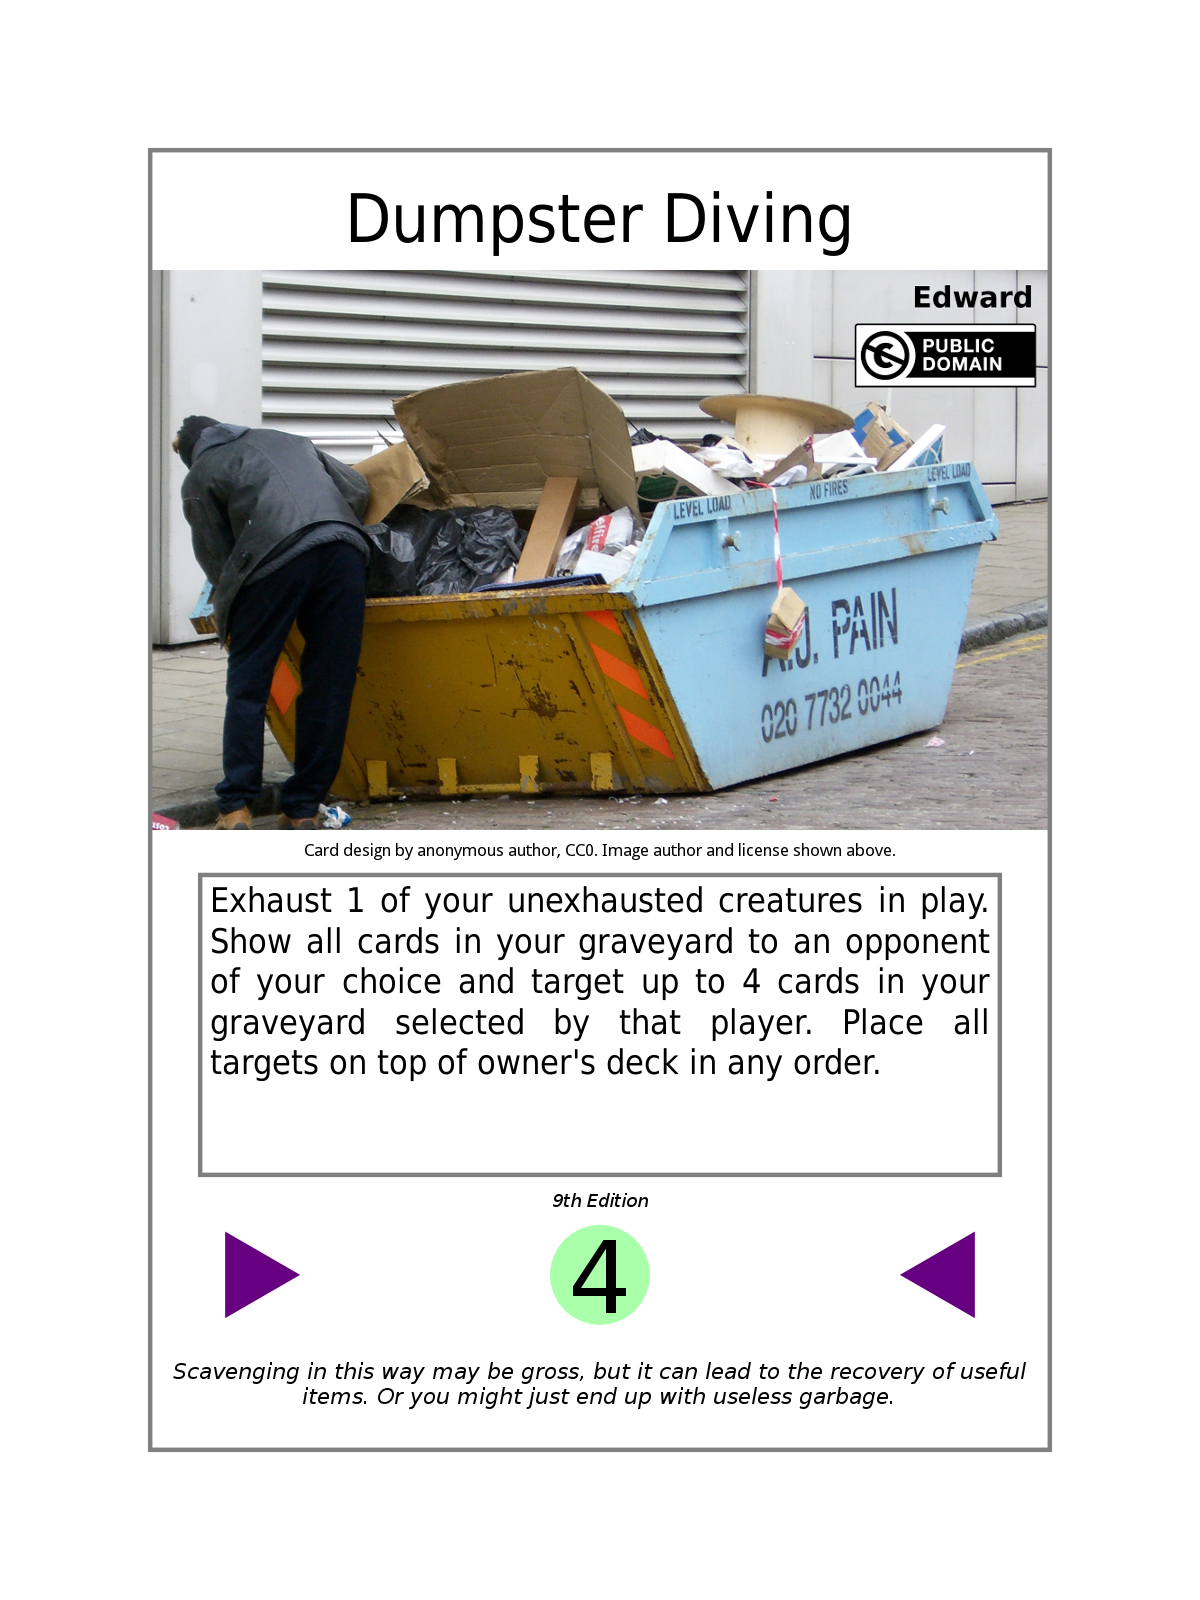 Dumpster Diving
Edward
PUBLIC
DOMAIN
LEVEL LOAD
NO FIRES
LEVEL LOAD
A.J. PAIN
020 7732 0044
Card design by anonymous author, CC0. Image author and license shown above.
Exhaust 1 of your unexhausted creatures in play.
Show all cards in your graveyard to an opponent
of your choice and target up to 4 cards in your
graveyard selected by that player. Place all
targets on top of owner's deck in any order.
9th Edition
4
Scavenging in this way may be gross, but it can lead to the recovery of useful
items. Or you might just end up with useless garbage.